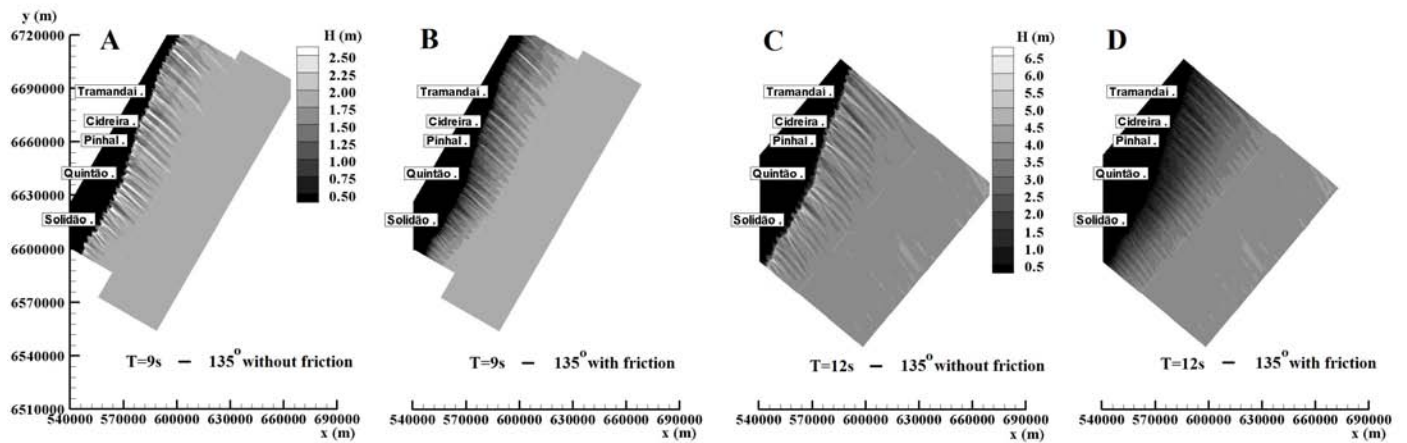 y (m)
6720000
6690000
6660000
6630000
6600000
6570000
6540000
6510000
A
H (m)
2.50
2.25
2.00
1.75
1.50
1.25
1.00
0.75
0.50
Tramandaí .
Cidreira .
Pinhal .
Quintão .
Solidão .
T=9s – 135° without friction
540000 570000 600000 630000 660000 690000
x (m)
B
Tramandaí .
Cidreira .
Pinhal .
Quintão .
Solidão .
T=9s – 135° with friction
540000 570000 600000 630000 660000 690000
x (m)
C
H (m)
6.5
6.0
5.5
5.0
4.5
4.0
3.5
3.0
2.5
2.0
1.5
1.0
0.5
Tramandaí .
Cidreira .
Pinhal .
Quintão .
Solidão .
T=12s – 135° without friction
540000 570000 600000 630000 660000 690000
x (m)
D
Tramandaí .
Cidreira .
Pinhal .
Quintão .
Solidão .
T=12s – 135° with friction
540000 570000 600000 630000 660000 690000
x (m)